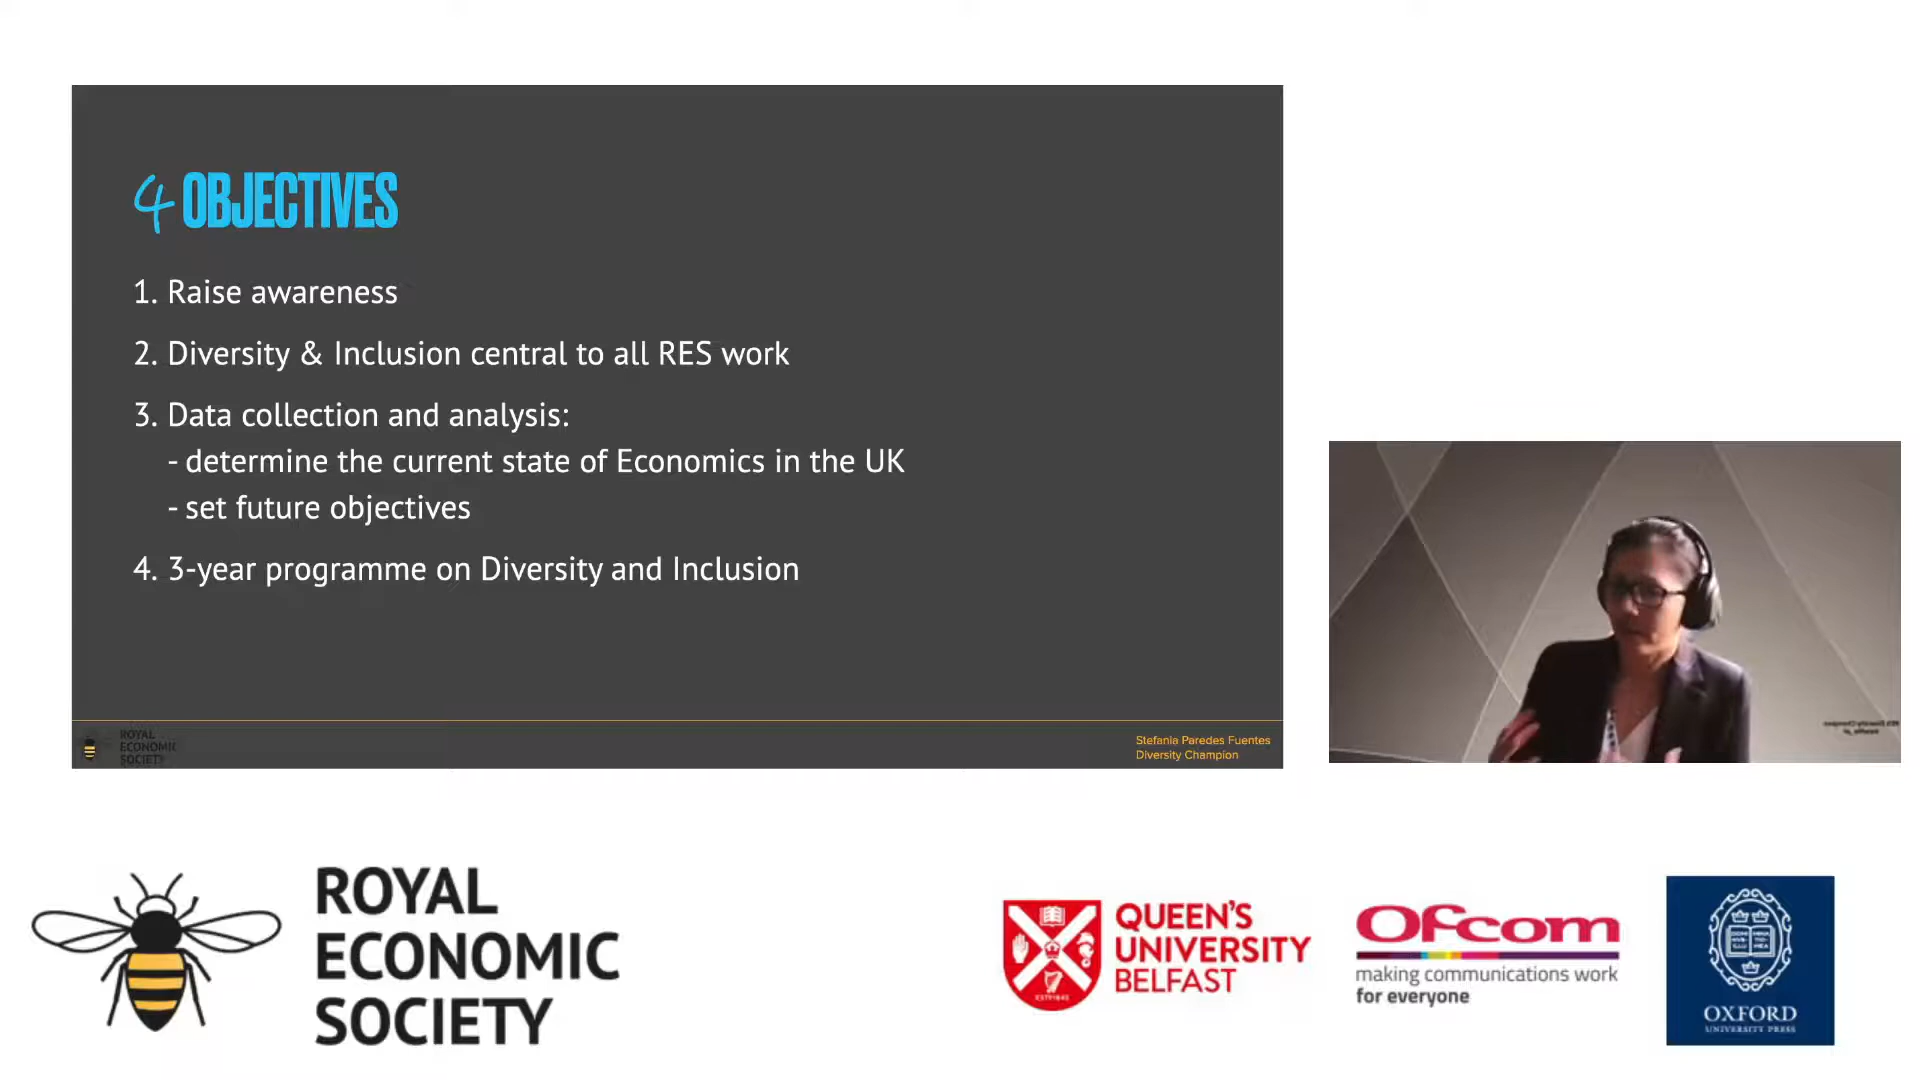 4 OBJECTIVES
1. Raise awareness
2. Diversity & Inclusion central to all RES work
3. Data collection and analysis:
- determine the current state of Economics in the UK
- set future objectives
4. 3-year programme on Diversity and Inclusion
ROYAL
ECONOMIC
SOCIETY
Stefania Paredes Fuentes
Diversity Champion
ROYAL
ECONOMIC
SOCIETY
QUEEN'S
UNIVERSITY
BELFAST
ESTD1845
Ofcom
making communications work
for everyone
OXFORD
UNIVERSITY PRESS